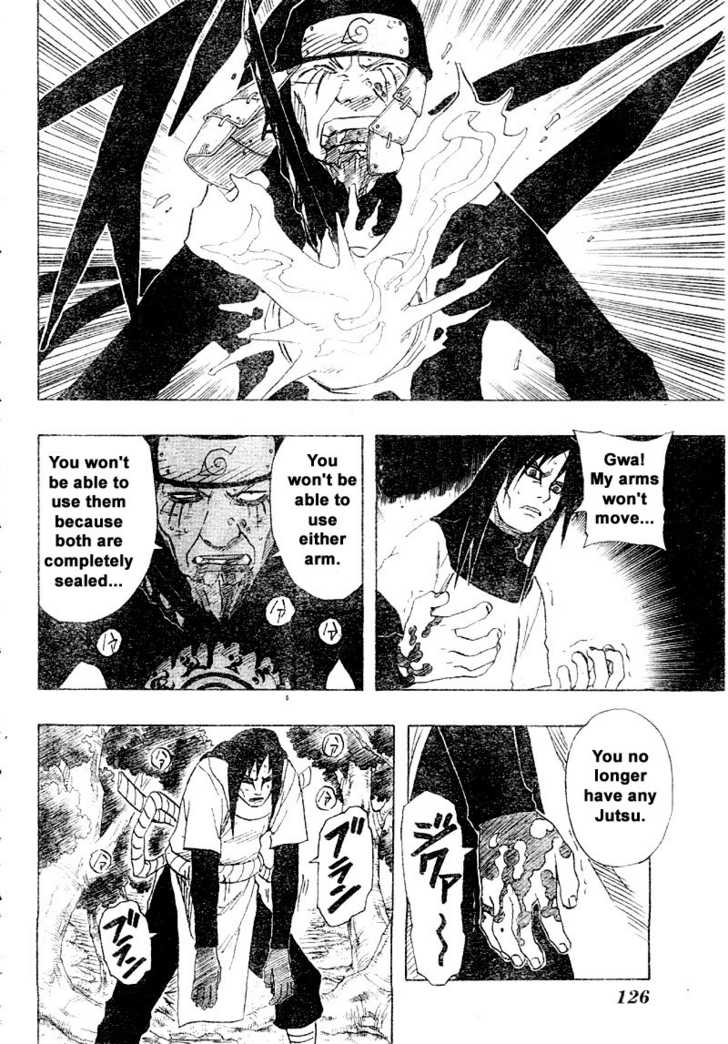 Gwa!
My arms
won't
move...
You
won't be
able to
use
either
arm.
You won't
be able to
use them
because
both are
completely
sealed...
You no
longer
have any
Jutsu.
ジワァ〜
ブラン
ブラン
126